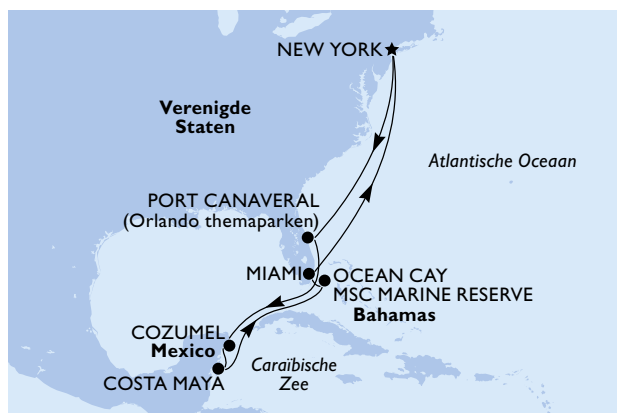 NEW YORK
Verenigde
Staten
Atlantische Oceaan
PORT CANAVERAL
(Orlando themaparken)
MIAMI
OCEAN CAY
MSC MARINE RESERVE
Bahamas
COZUMEL
Mexico
COSTA MAYA
Caraïbische
Zee